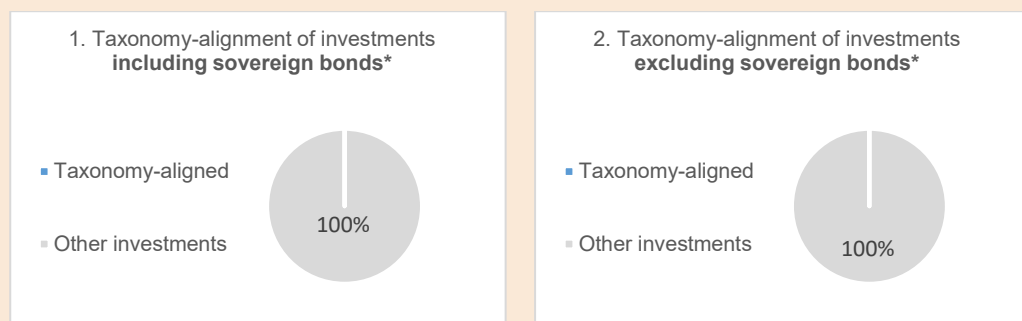 1. Taxonomy-alignment of investments
including sovereign bonds*
Taxonomy-aligned
Other investments
100%
2. Taxonomy-alignment of investments
excluding sovereign bonds*
Taxonomy-aligned
Other investments
100%